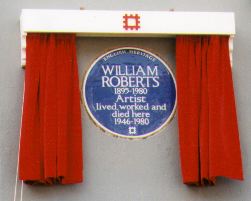 ENGLISH HERITAGE
WILLIAM
ROBERTS
1895-1980
Artist
lived, worked and
died here
1946-1980